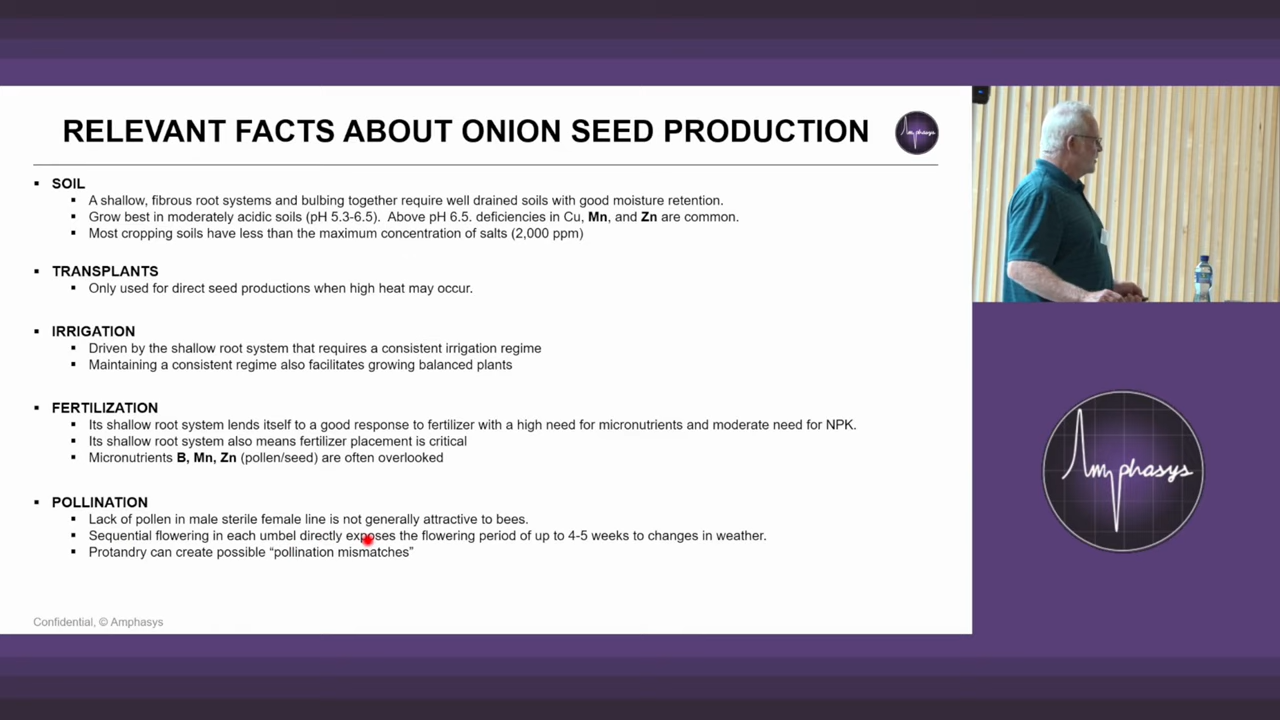 RELEVANT FACTS ABOUT ONION SEED PRODUCTION
Amphasys
SOIL
A shallow, fibrous root systems and bulbing together require well drained soils with good moisture retention.
Grow best in moderately acidic soils (pH 5.3-6.5). Above pH 6.5. deficiencies in Cu, Mn, and Zn are common.
Most cropping soils have less than the maximum concentration of salts (2,000 ppm)
TRANSPLANTS
Only used for direct seed productions when high heat may occur.
IRRIGATION
Driven by the shallow root system that requires a consistent irrigation regime
Maintaining a consistent regime also facilitates growing balanced plants
FERTILIZATION
Its shallow root system lends itself to a good response to fertilizer with a high need for micronutrients and moderate need for NPK.
Its shallow root system also means fertilizer placement is critical
Micronutrients B, Mn, Zn (pollen/seed) are often overlooked
POLLINATION
Lack of pollen in male sterile female line is not generally attractive to bees.
Sequential flowering in each umbel directly exposes the flowering period of up to 4-5 weeks to changes in weather.
Protandry can create possible “pollination mismatches”
Confidential, © Amphasys
Amphasys